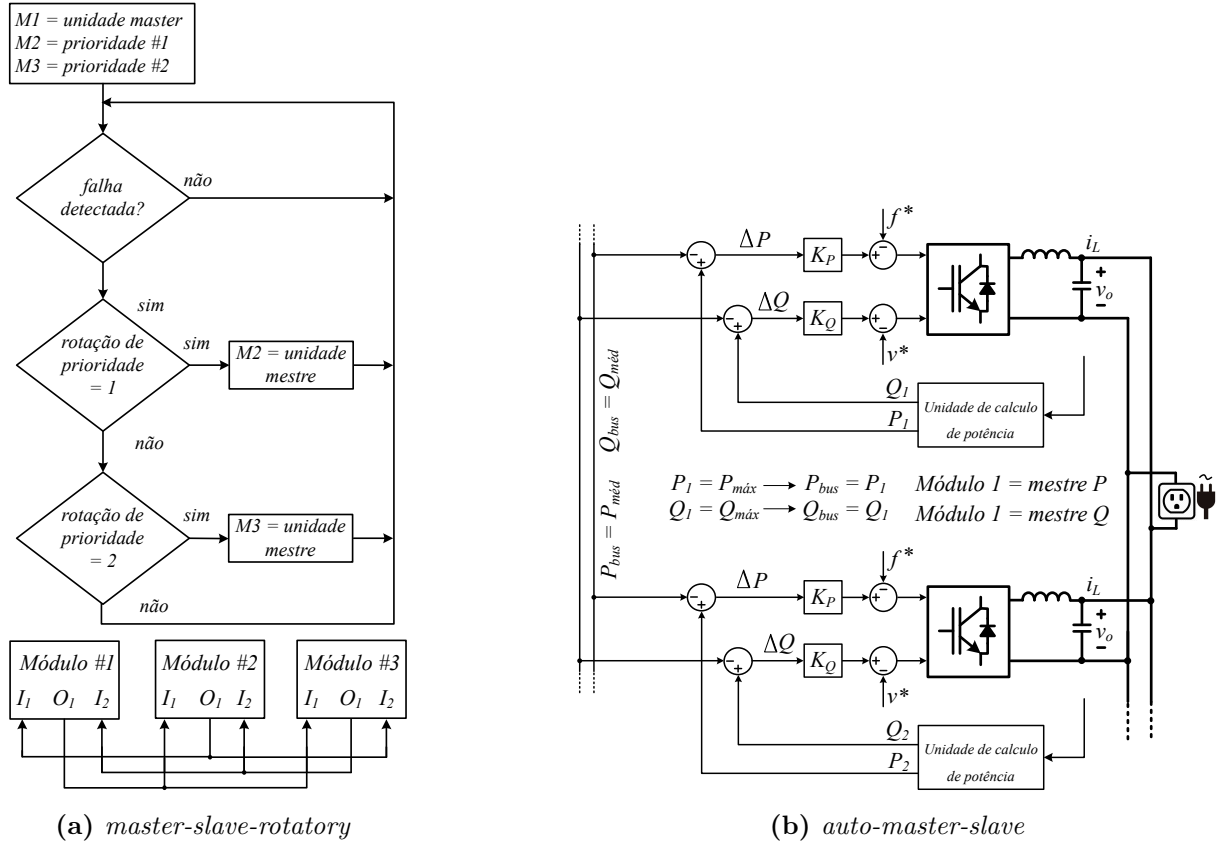 M1 = unidade master
M2 = prioridade #1
M3 = prioridade #2
falha
detectada?
não
sim
rotação de
prioridade
= 1
sim
M2 = unidade
mestre
não
rotação de
prioridade
= 2
sim
M3 = unidade
mestre
não
Módulo #1
I1 O1 I2
Módulo #2
I1 O1 I2
Módulo #3
I1 O1 I2
(a) master-slave-rotatory
f*
ΔP
KP
- +
+ -
iL
+
vo
-
ΔQ
KQ
- +
+ -
v*
Qbus = Qméd
Pbus = Pméd
Q1
P1
Unidade de calculo
de potência
P1 = Pmáx → Pbus = P1 Módulo 1 = mestre P
Q1 = Qmáx → Qbus = Q1 Módulo 1 = mestre Q
~
f*
ΔP
KP
- +
+ -
iL
+
vo
-
ΔQ
KQ
- +
+ -
v*
Q2
P2
Unidade de calculo
de potência
(b) auto-master-slave